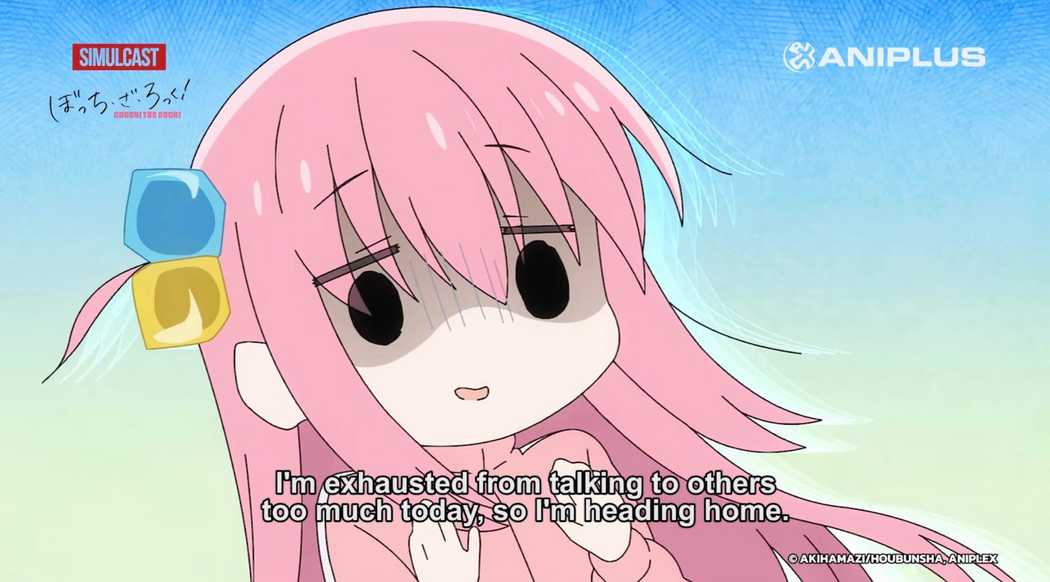 SIMULCAST
ANIPLUS
ぼっち・ざ・ろっく!
BOCCHI THE ROCK!
I'm exhausted from talking to others
too much today, so I'm heading home.
© AKIHAMAZI/HOUBUNSHA, ANIPLEX